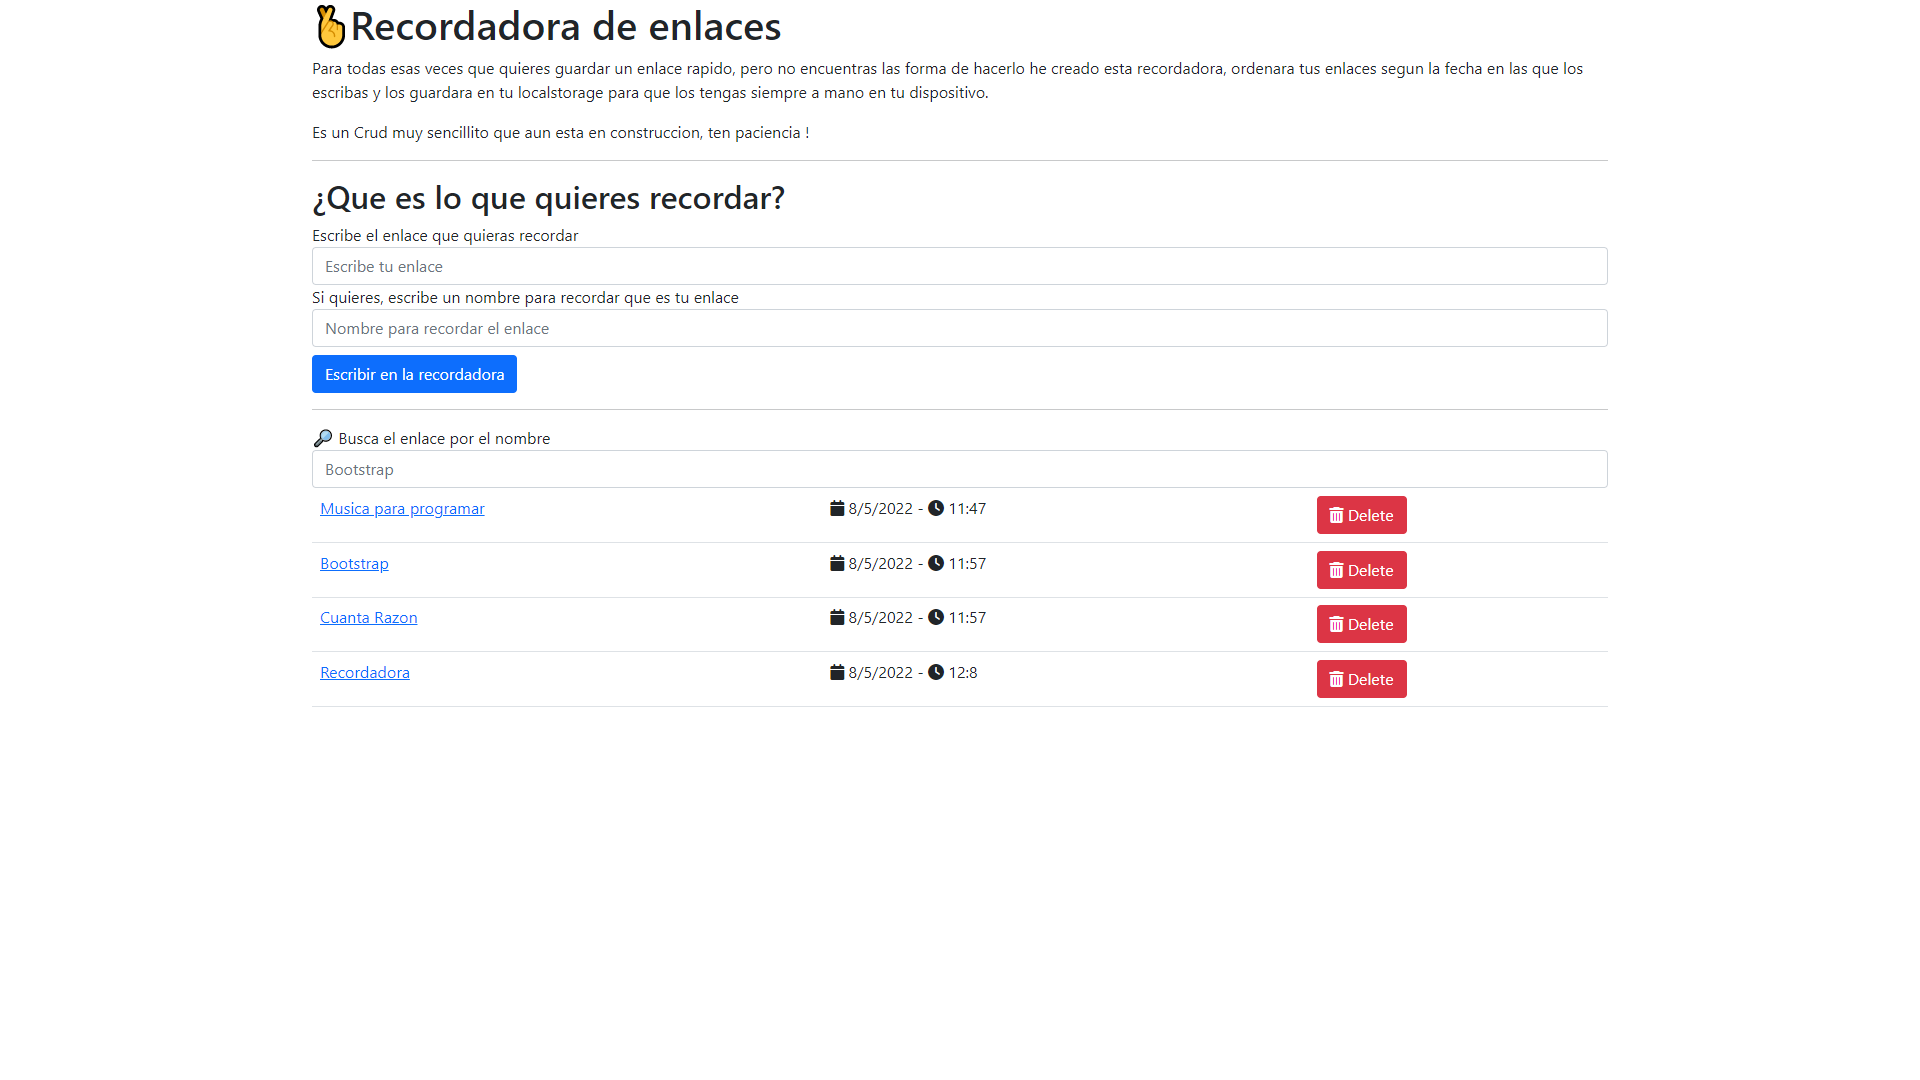 Recordadora de enlaces
Para todas esas veces que quieres guardar un enlace rapido, pero no encuentras las forma de hacerlo he creado esta recordadora, ordenara tus enlaces segun la fecha en las que los
escribas y los guardara en tu localstorage para que los tengas siempre a mano en tu dispositivo.
Es un Crud muy sencillito que aun esta en construccion, ten paciencia !
¿Que es lo que quieres recordar?
Escribe el enlace que quieras recordar
Escribe tu enlace
Si quieres, escribe un nombre para recordar que es tu enlace
Nombre para recordar el enlace
Escribir en la recordadora
Busca el enlace por el nombre
Bootstrap
Musica para programar 8/5/2022 - 11:47 Delete
Bootstrap 8/5/2022 - 11:57 Delete
Cuanta Razon 8/5/2022 - 11:57 Delete
Recordadora 8/5/2022 - 12:8 Delete